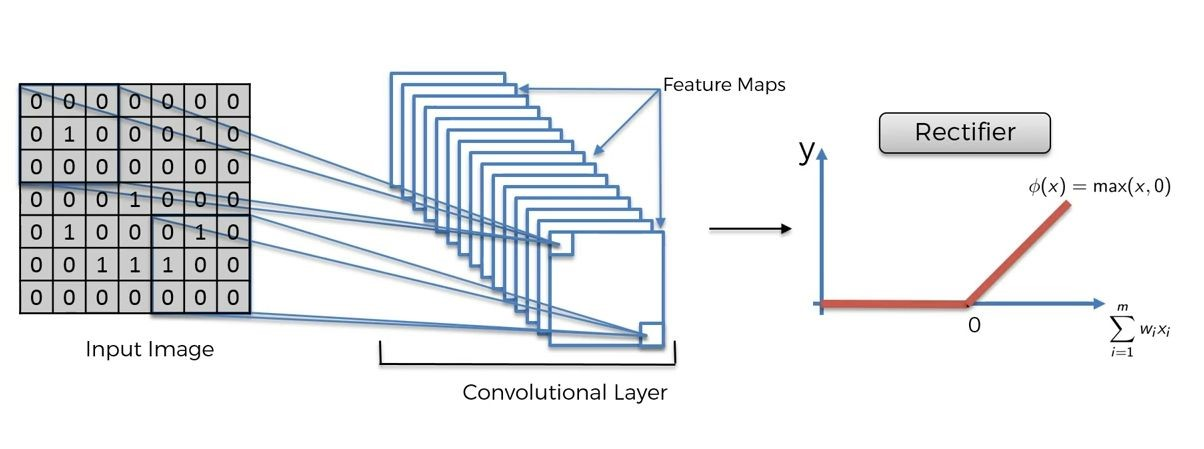 Feature Maps
0 0 0 0 0 0 0
0 1 0 0 0 1 0
0 0 0 0 0 0 0
0 0 0 1 0 0 0
0 1 0 0 0 1 0
0 0 1 1 1 0 0
0 0 0 0 0 0 0
Input Image
Convolutional Layer
Rectifier
y
ϕ(x) = max(x, 0)
0
m
∑ wᵢxᵢ
i=1